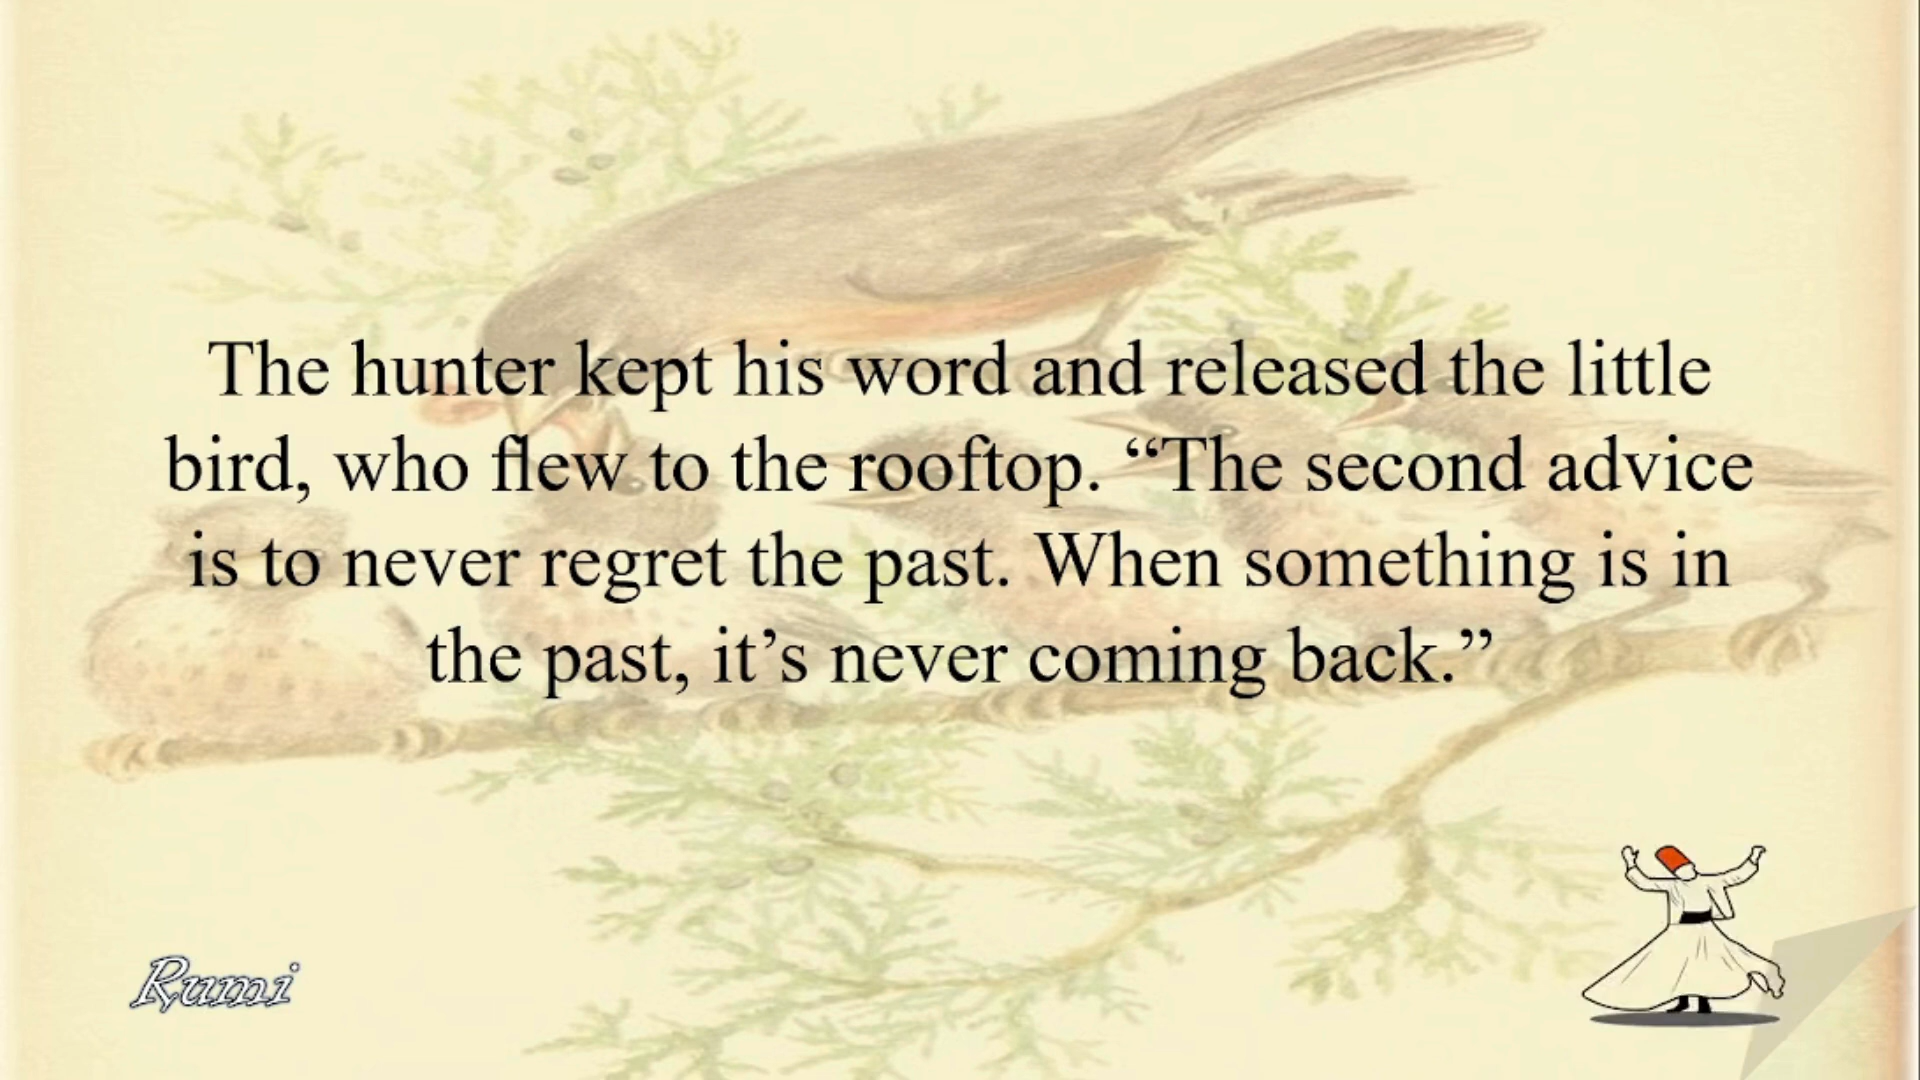 The hunter kept his word and released the little
bird, who flew to the rooftop. “The second advice
is to never regret the past. When something is in
the past, it’s never coming back.”
Rumi